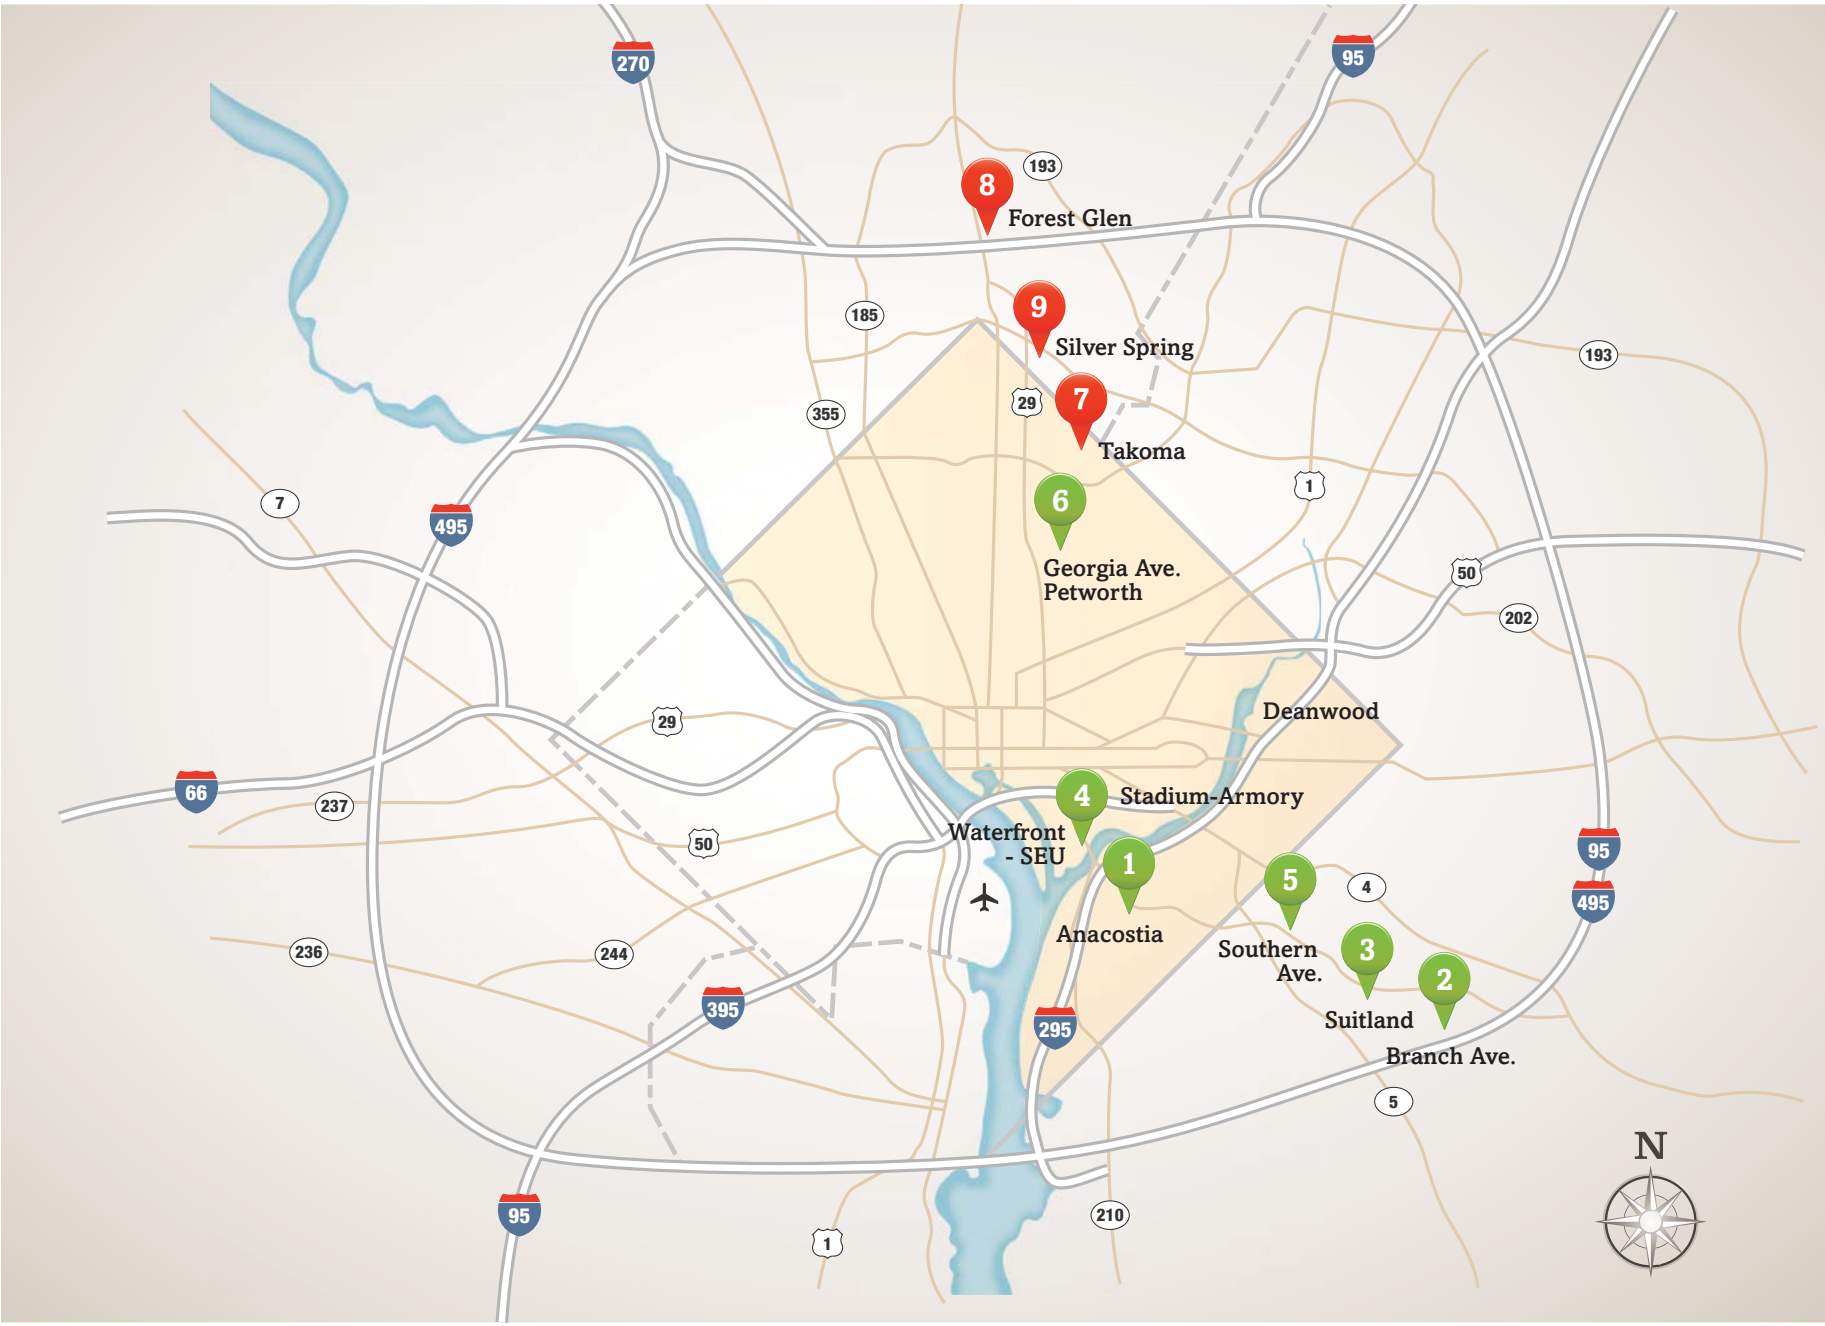 270
95
193
8
Forest Glen
9
185
Silver Spring
193
355
29
7
Takoma
1
7
6
495
Georgia Ave.
Petworth
50
202
Deanwood
29
66
237
4
Stadium-Armory
Waterfront
- SEU
50
1
95
5
4
495
Anacostia
236
244
Southern
Ave.
3
2
395
295
Suitland
Branch Ave.
5
N
95
210
1